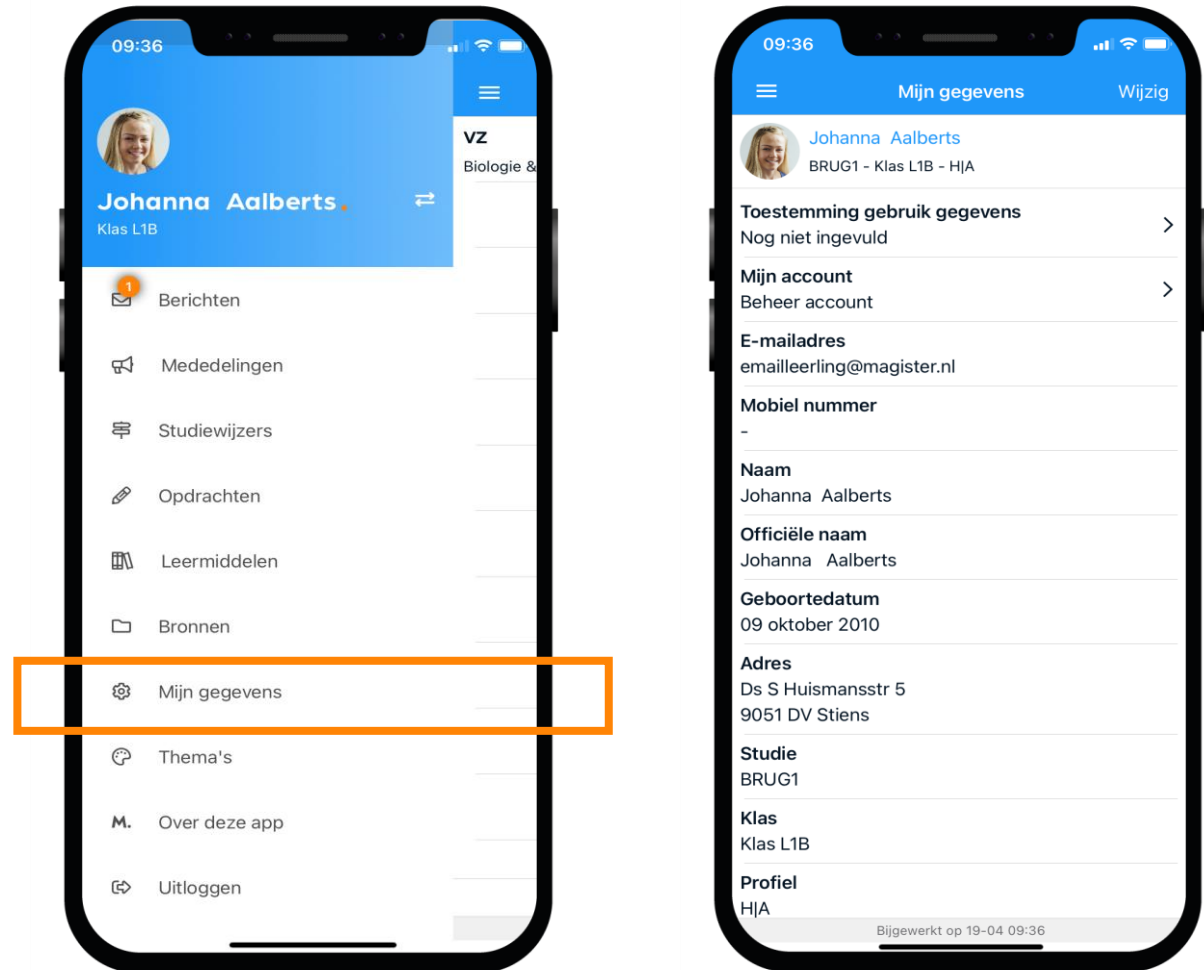 09:36
VZ
Biologie &
Johanna Aalberts.
Klas L1B
1
Berichten
Mededelingen
Studiewijzers
Opdrachten
Leermiddelen
Bronnen
Mijn gegevens
Thema's
M. Over deze app
Uitloggen
09:36
Mijn gegevens Wijzig
Johanna Aalberts
BRUG1 - Klas L1B - H|A
Toestemming gebruik gegevens
Nog niet ingevuld
Mijn account
Beheer account
E-mailadres
emailleerling@magister.nl
Mobiel nummer
-
Naam
Johanna Aalberts
Officiële naam
Johanna Aalberts
Geboortedatum
09 oktober 2010
Adres
Ds S Huismansstr 5
9051 DV Stiens
Studie
BRUG1
Klas
Klas L1B
Profiel
H|A
Bijgewerkt op 19-04 09:36